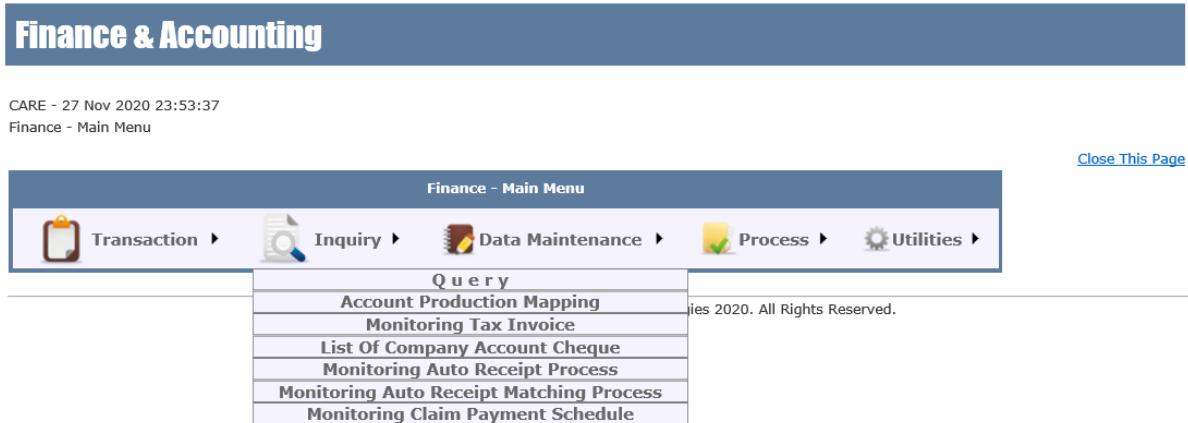 Finance & Accounting
CARE - 27 Nov 2020 23:53:37
Finance - Main Menu
Close This Page
Finance - Main Menu
Transaction
Inquiry
Data Maintenance
Process
Utilities
Q u e r y
Account Production Mapping
2020. All Rights Reserved.
Monitoring Tax Invoice
List Of Company Account Cheque
Monitoring Auto Receipt Process
Monitoring Auto Receipt Matching Process
Monitoring Claim Payment Schedule